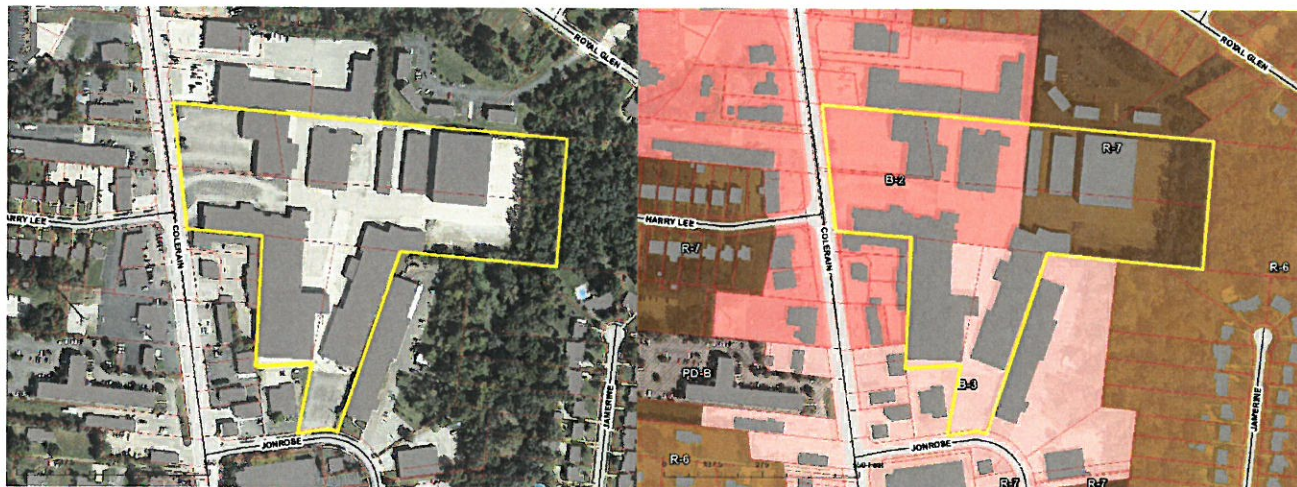 ROYAL GLEN
HARRY LEE
COLERAIN
JONROSE
JAMERINE
ROYAL GLEN
R-7
B-2
HARRY LEE
R-7
COLERAIN
R-6
PD-B
B-3
JAMERINE
JONROSE
R-6
R-7
R-7